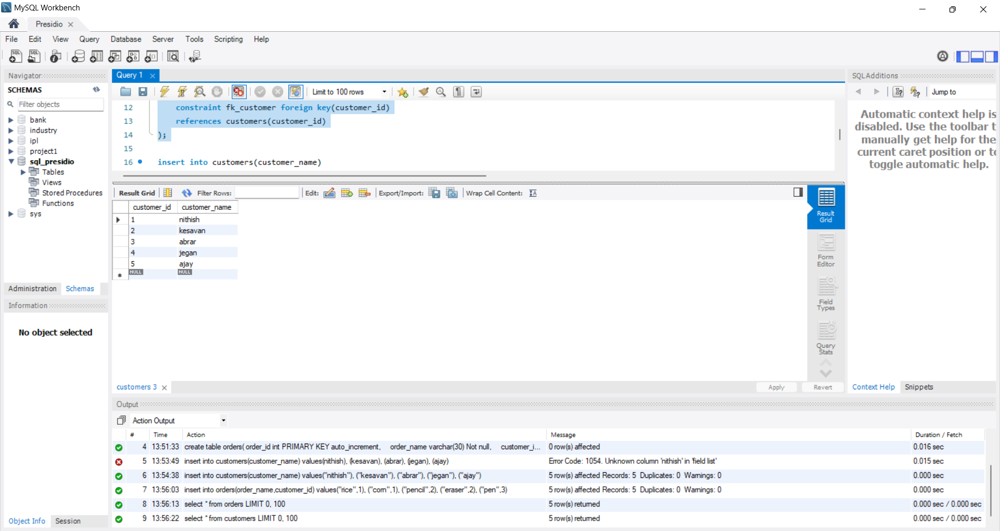 MySQL Workbench
Presidio
File Edit View Query Database Server Tools Scripting Help
Navigator
SCHEMAS
Filter objects
bank
industry
ipl
project1
sql_presidio
Tables
Views
Stored Procedures
Functions
sys
Administration Schemas
Information
No object selected
Object Info Session
Query 1
Limit to 100 rows
12 constraint fk_customer foreign key(customer_id)
13 references customers(customer_id)
14 );
15
16 insert into customers(customer_name)
Result Grid Filter Rows: Edit: Export/Import: Wrap Cell Content:
customer_id customer_name
1 nithish
2 kesavan
3 abrar
4 jegan
5 ajay
NULL NULL
Result Grid
Form Editor
Field Types
Query Stats
customers 3
Apply Revert
SQLAdditions
Jump to
Automatic context help is
disabled. Use the toolbar t
manually get help for the
current caret position or to
toggle automatic help.
Context Help Snippets
Output
Action Output
# Time Action Message Duration / Fetch
4 13:51:33 create table orders( order_id int PRIMARY KEY auto_increment, order_name varchar(30) Not null, customer_i... 0 row(s) affected 0.016 sec
5 13:53:49 insert into customers(customer_name) values(nithish), (kesavan), (abrar), (jegan), (ajay) Error Code: 1054. Unknown column 'nithish' in 'field list' 0.015 sec
6 13:54:38 insert into customers(customer_name) values("nithish"), ("kesavan"), ("abrar"), ("jegan"), ("ajay") 5 row(s) affected Records: 5 Duplicates: 0 Warnings: 0 0.000 sec
7 13:56:03 insert into orders(order_name,customer_id) values("rice",1), ("corn",1), ("pencil",2), ("eraser",2), ("pen",3) 5 row(s) affected Records: 5 Duplicates: 0 Warnings: 0 0.000 sec
8 13:56:13 select * from orders LIMIT 0, 100 5 row(s) returned 0.000 sec / 0.000 sec
9 13:56:22 select * from customers LIMIT 0, 100 5 row(s) returned 0.000 sec / 0.000 sec